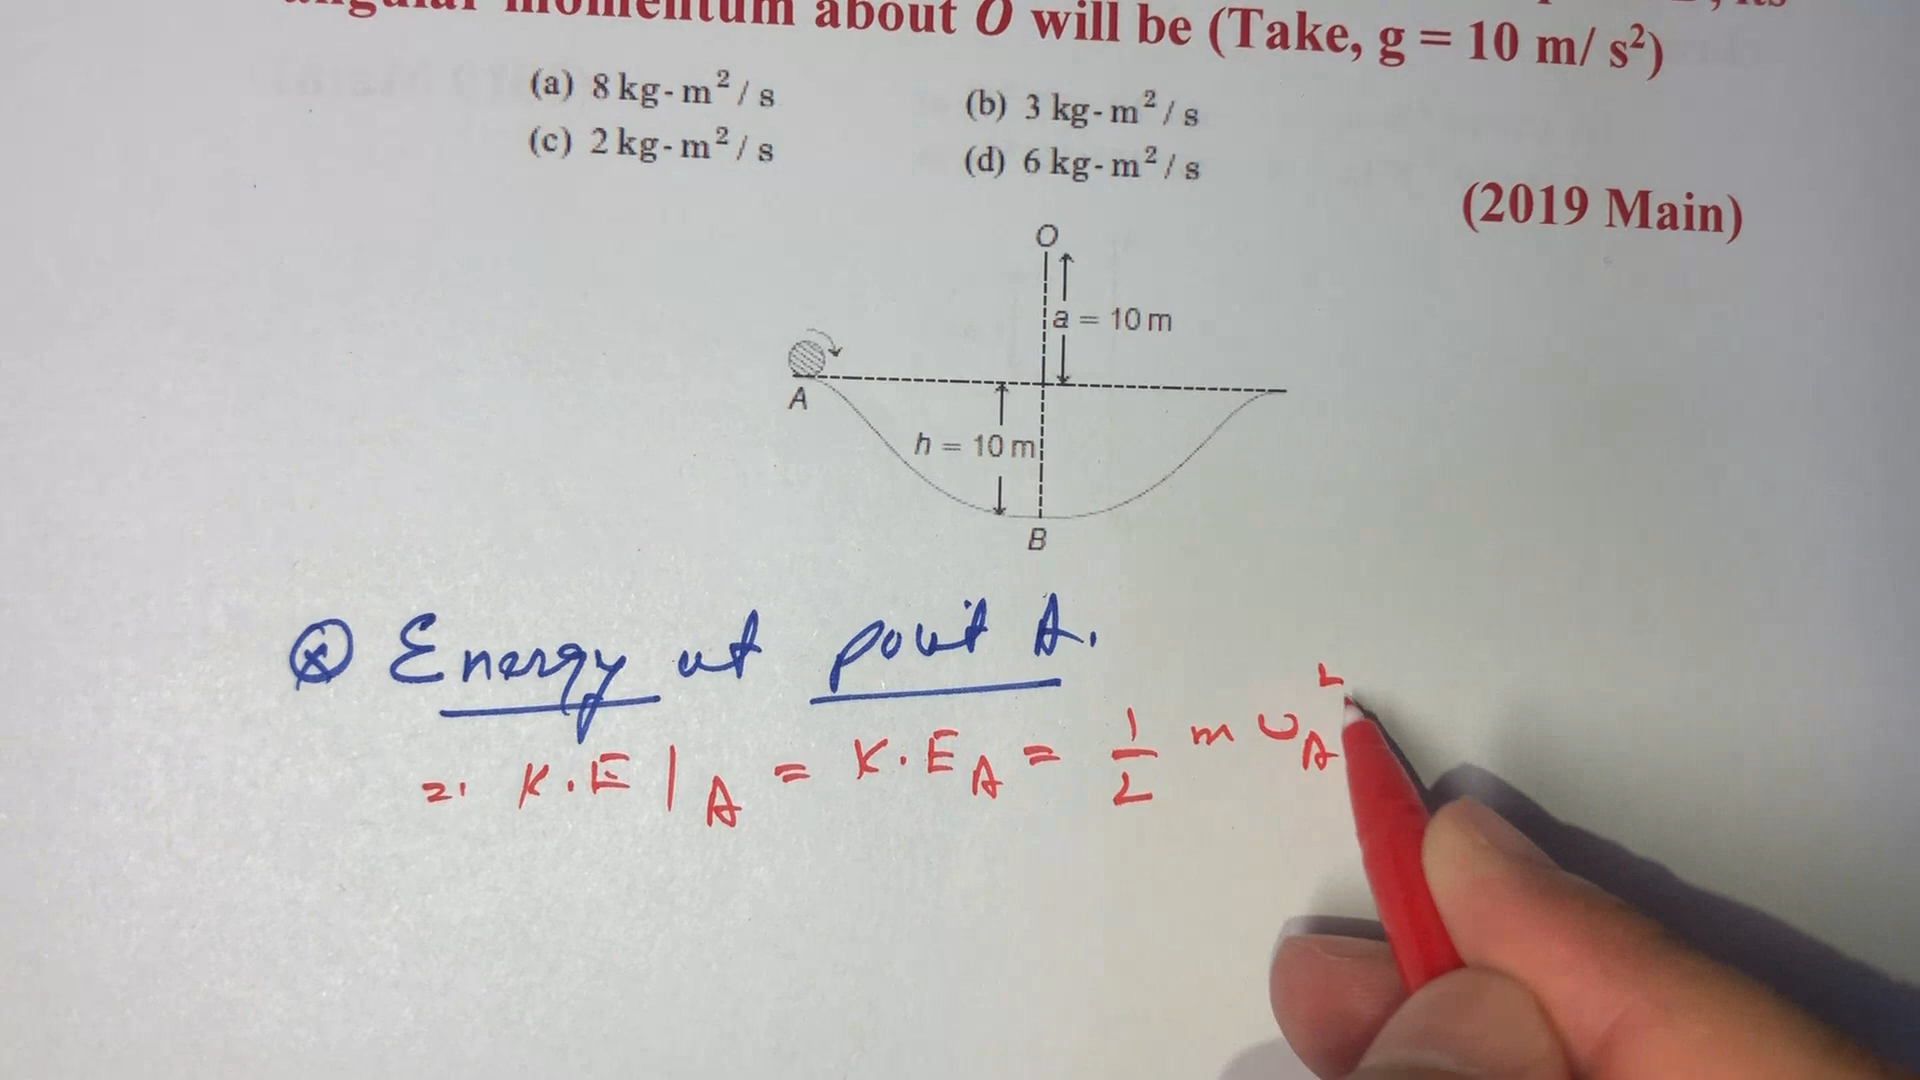 angular momentum about O will be (Take, g = 10 m/ s²)
(a) 8 kg-m²/s (b) 3 kg-m²/s
(c) 2 kg-m²/s (d) 6 kg-m²/s
(2019 Main)
O
a = 10 m
A
h = 10 m
B
Energy at point A.
K.E|A = K.EA = 1/2 m υA²